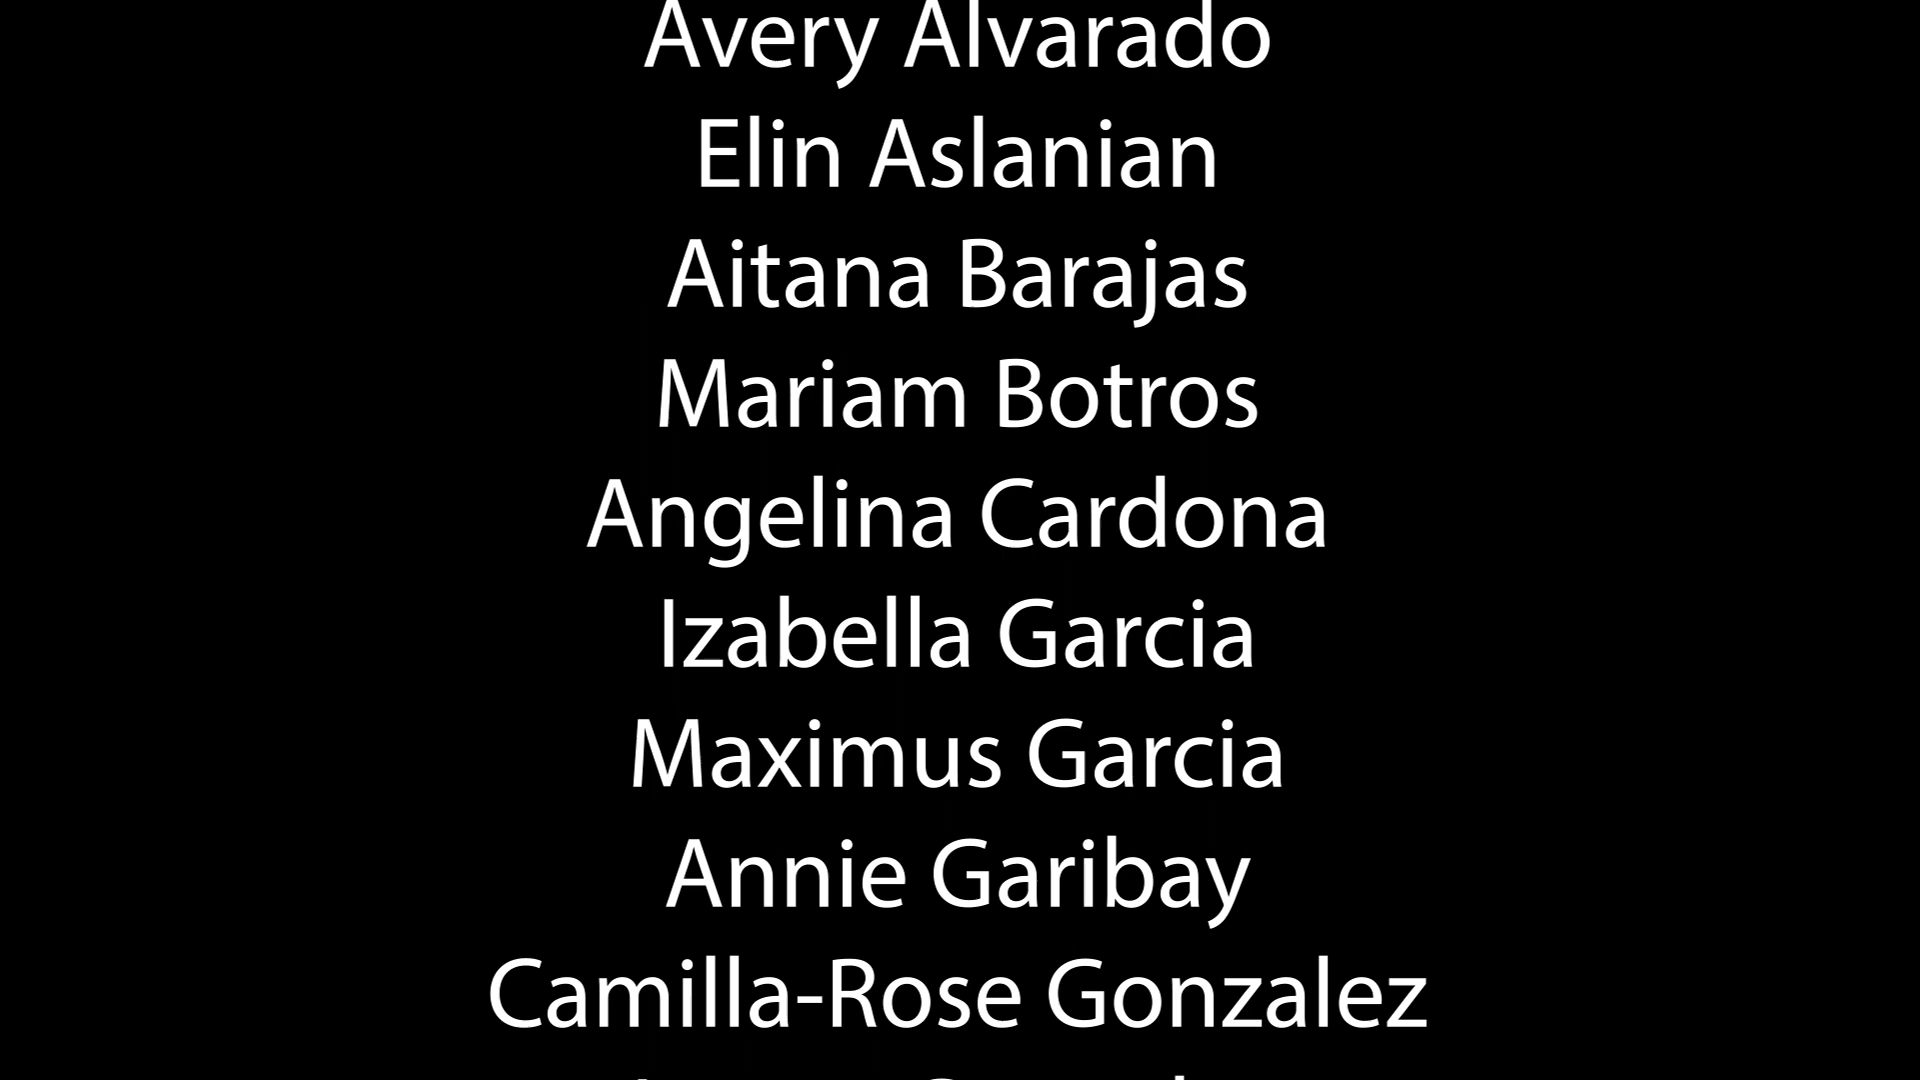 Avery Alvarado
Elin Aslanian
Aitana Barajas
Mariam Botros
Angelina Cardona
Izabella Garcia
Maximus Garcia
Annie Garibay
Camilla-Rose Gonzalez